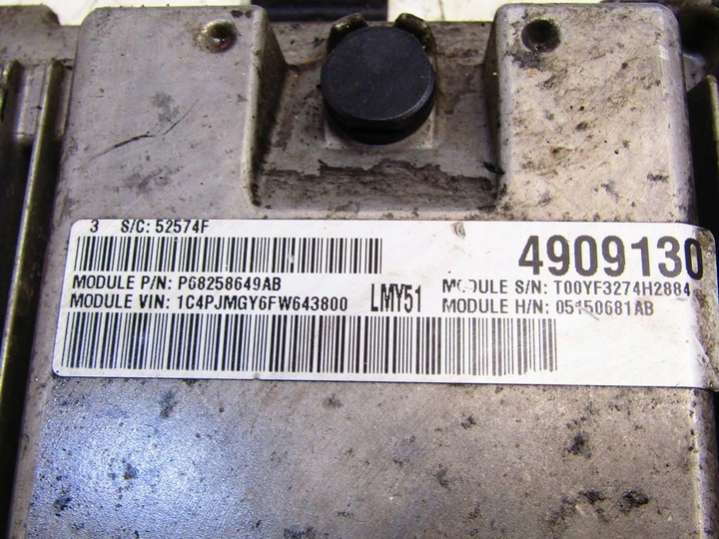 3 S/C: 52574F
4909130
MODULE P/N: P68258649AB
MODULE S/N: T00YF3274H2884
MODULE VIN: 1C4PJMGY6FW643800
LMY51
MODULE H/N: 05150681AB